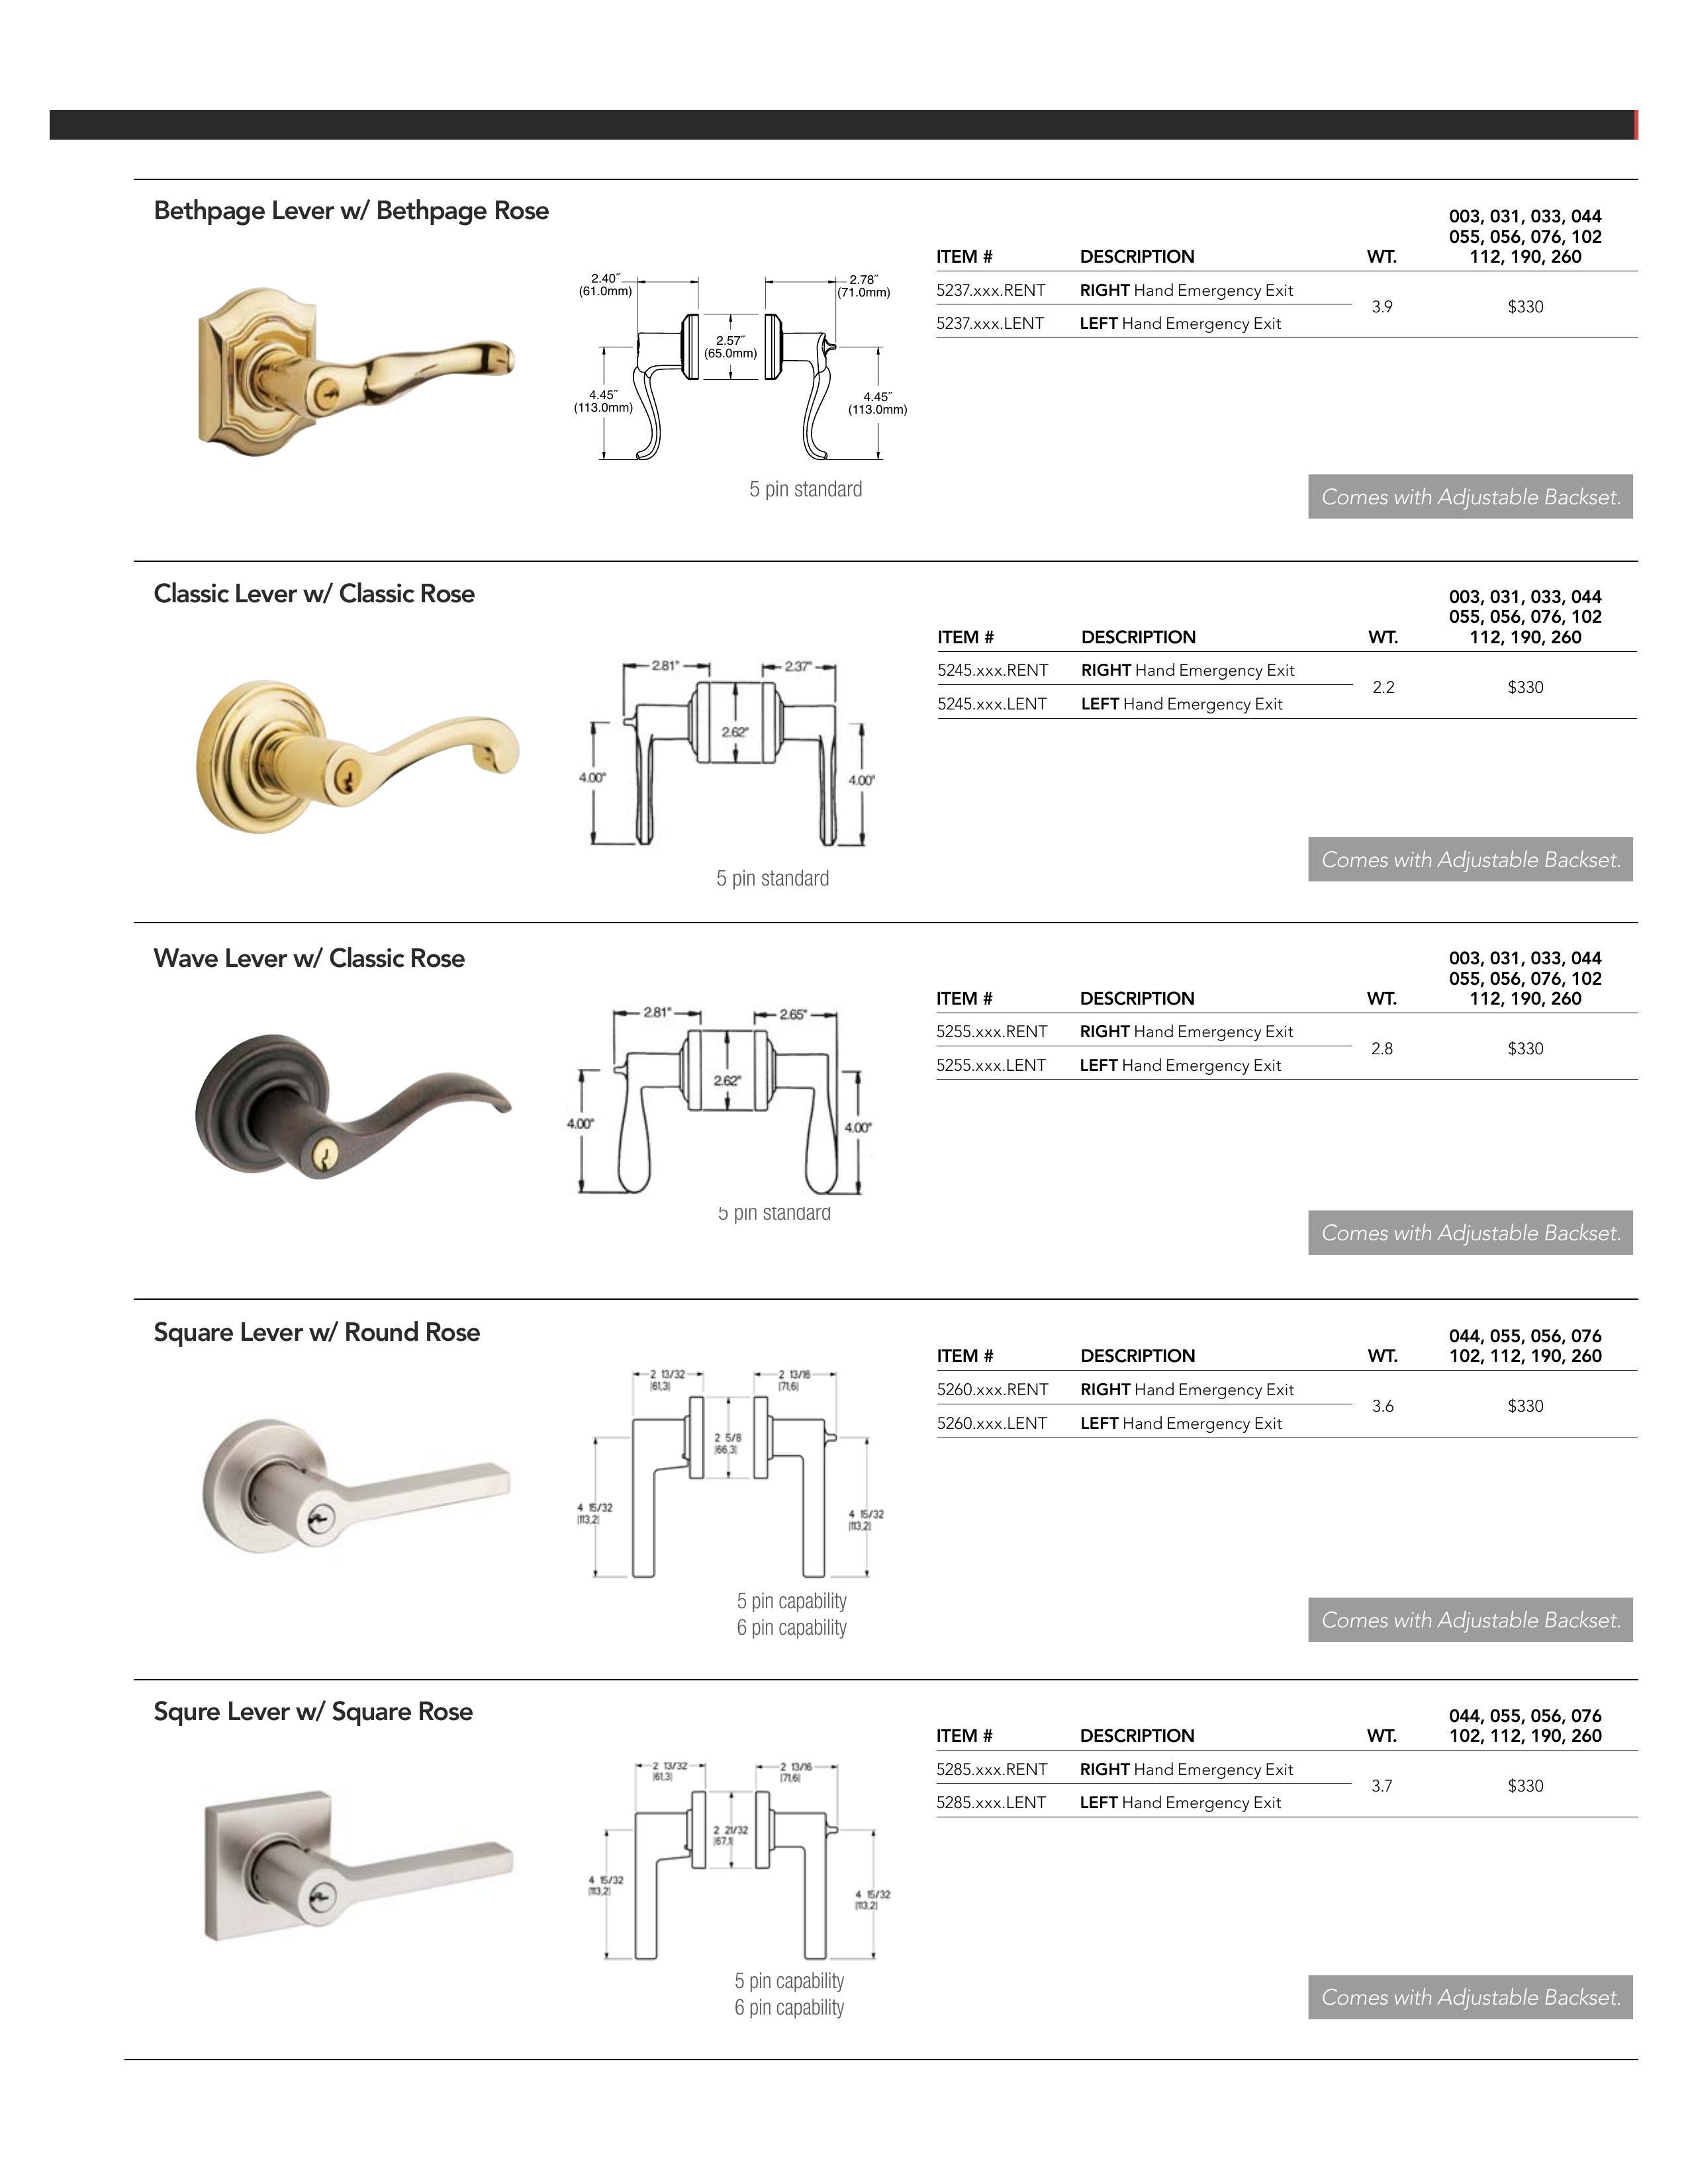 Bethpage Lever w/ Bethpage Rose
003, 031, 033, 044
055, 056, 076, 102
ITEM # DESCRIPTION WT. 112, 190, 260
5237.xxx.RENT RIGHT Hand Emergency Exit
3.9 $330
5237.xxx.LENT LEFT Hand Emergency Exit
2.40˝
(61.0mm)
2.78˝
(71.0mm)
2.57˝
(65.0mm)
4.45˝
(113.0mm)
4.45˝
(113.0mm)
5 pin standard
Comes with Adjustable Backset.
Classic Lever w/ Classic Rose
003, 031, 033, 044
055, 056, 076, 102
ITEM # DESCRIPTION WT. 112, 190, 260
5245.xxx.RENT RIGHT Hand Emergency Exit
2.2 $330
5245.xxx.LENT LEFT Hand Emergency Exit
2.81" 2.37"
2.62"
4.00" 4.00"
5 pin standard
Comes with Adjustable Backset.
Wave Lever w/ Classic Rose
003, 031, 033, 044
055, 056, 076, 102
ITEM # DESCRIPTION WT. 112, 190, 260
5255.xxx.RENT RIGHT Hand Emergency Exit
2.8 $330
5255.xxx.LENT LEFT Hand Emergency Exit
2.81" 2.65"
2.62"
4.00" 4.00"
5 pin standard
Comes with Adjustable Backset.
Square Lever w/ Round Rose
044, 055, 056, 076
ITEM # DESCRIPTION WT. 102, 112, 190, 260
5260.xxx.RENT RIGHT Hand Emergency Exit
3.6 $330
5260.xxx.LENT LEFT Hand Emergency Exit
2 13/32
[61,3]
2 13/16
[71,6]
2 5/8
[66,3]
4 15/32
[113,2]
4 15/32
[113,2]
5 pin capability
6 pin capability
Comes with Adjustable Backset.
Squre Lever w/ Square Rose
044, 055, 056, 076
ITEM # DESCRIPTION WT. 102, 112, 190, 260
5285.xxx.RENT RIGHT Hand Emergency Exit
3.7 $330
5285.xxx.LENT LEFT Hand Emergency Exit
2 13/32
[61,3]
2 13/16
[71,6]
2 21/32
[67,1]
4 15/32
[113,2]
4 15/32
[113,2]
5 pin capability
6 pin capability
Comes with Adjustable Backset.